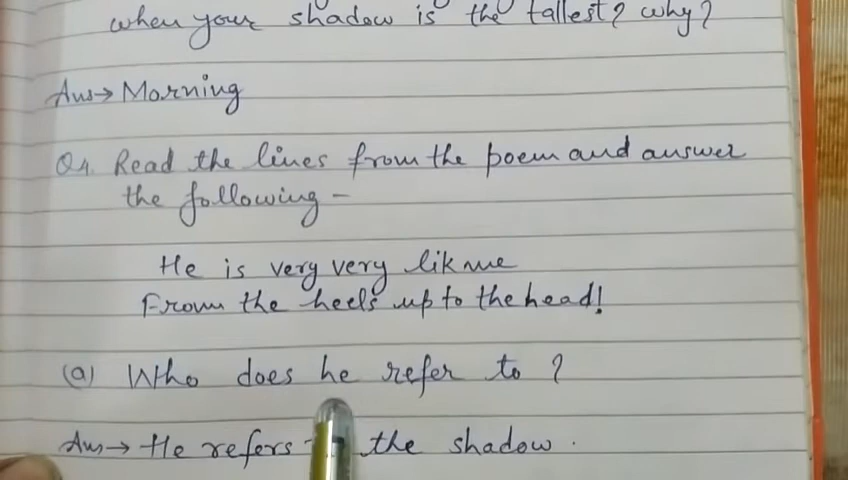 when your shadow is the tallest? why?
Ans→ Morning
Q4. Read the lines from the poem and answer
the following -
He is very very lik me
From the heels up to the head!
(a) Who does he refer to ?
Ans→ He refers the shadow.